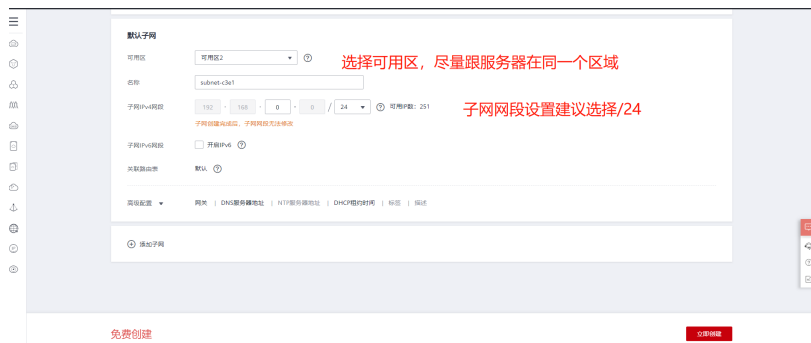 默认子网
可用区 可用区2 选择可用区，尽量跟服务器在同一个区域
名称 subnet-c3e1
子网IPv4网段 192 · 168 · 0 · 0 / 24 可用IP数：251 子网网段设置建议选择/24
子网创建完成后，子网网段无法修改
子网IPv6网段 开启IPv6
关联路由表 默认
高级配置 网关 | DNS服务器地址 | NTP服务器地址 | DHCP租约时间 | 标签 | 描述
添加子网
免费创建 立即创建